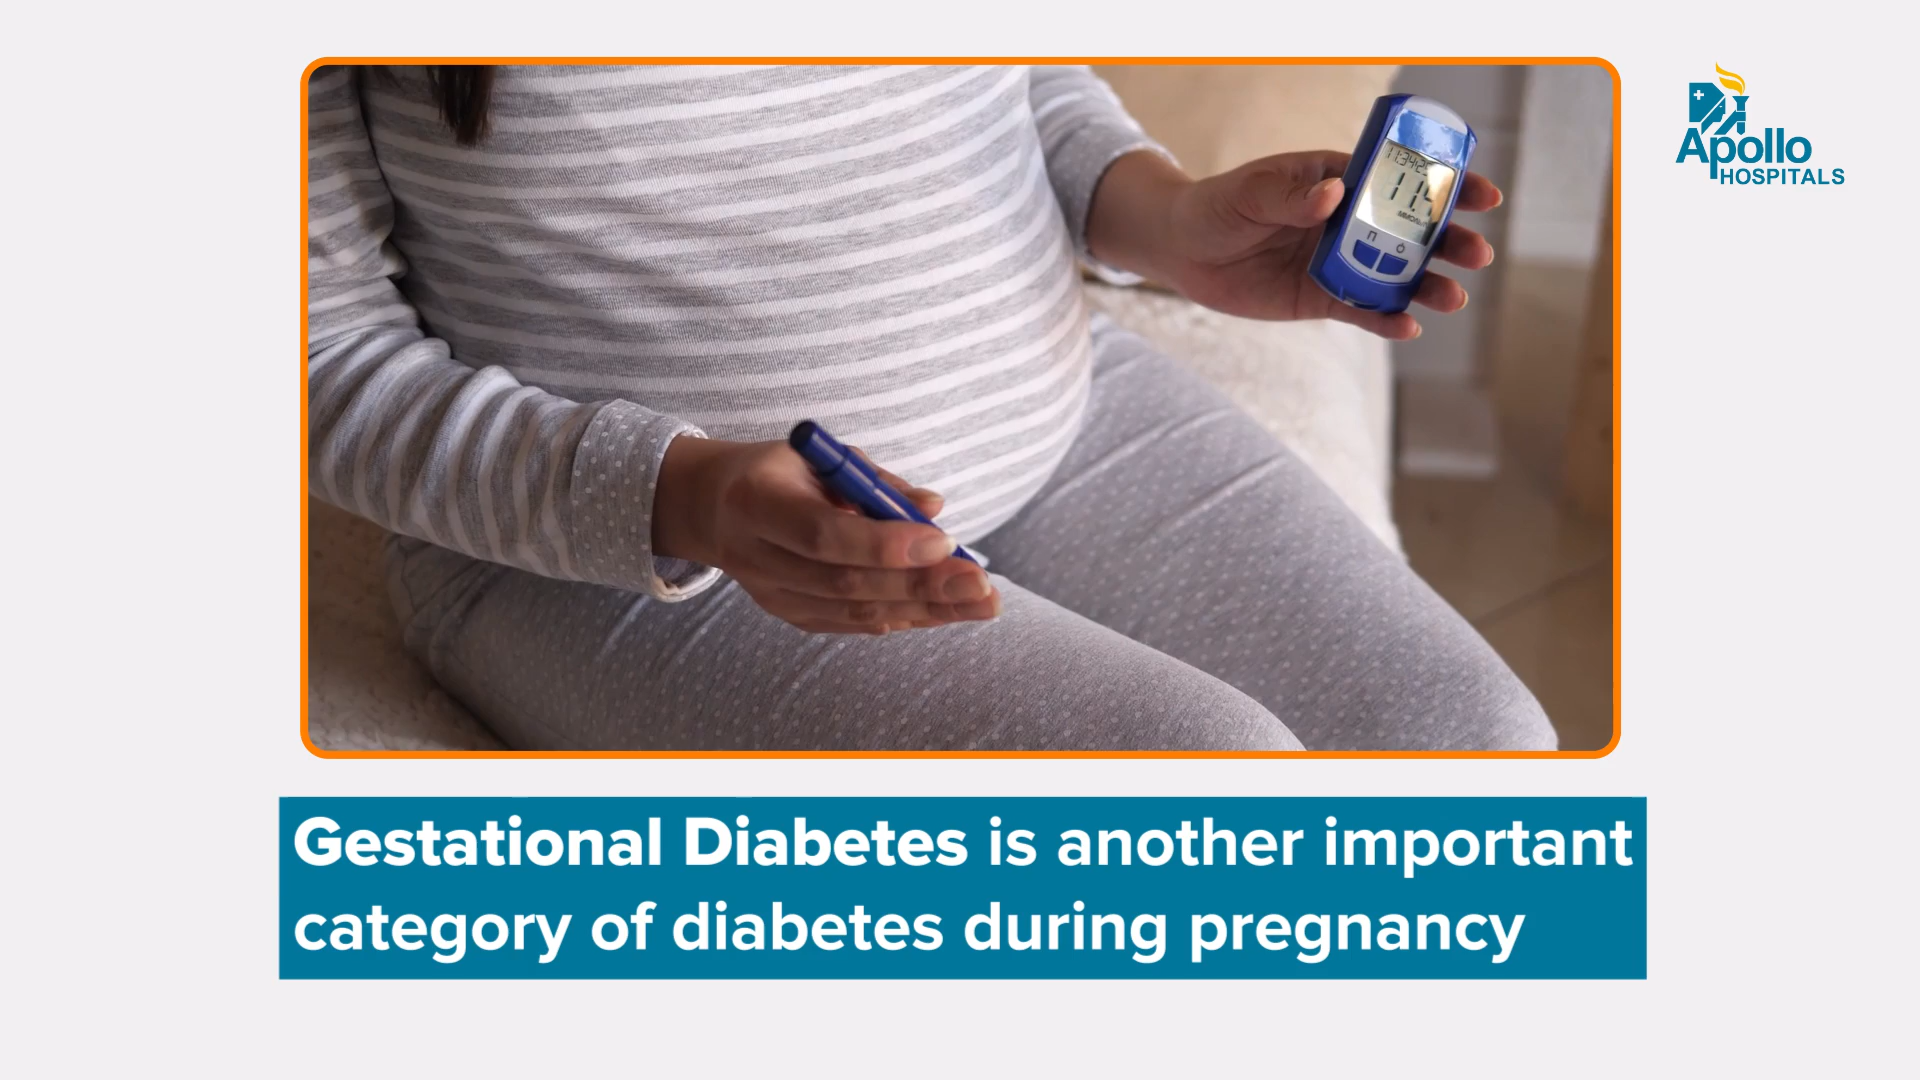 Apollo
HOSPITALS
Gestational Diabetes is another important
category of diabetes during pregnancy